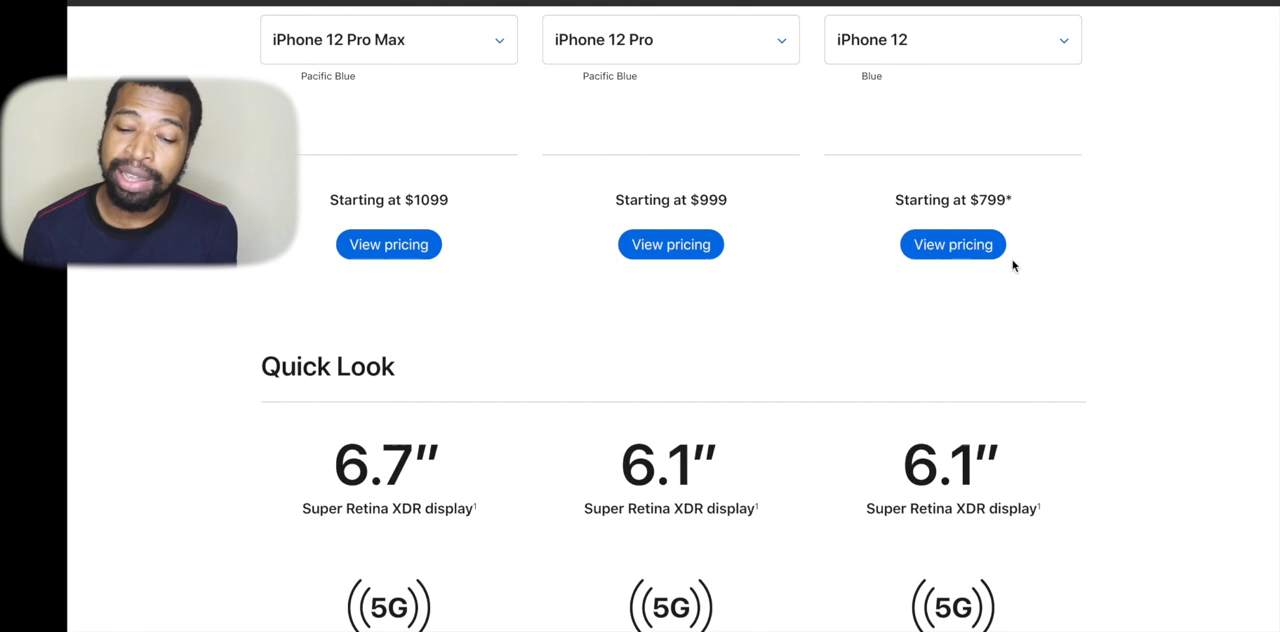 iPhone 12 Pro Max
iPhone 12 Pro
iPhone 12
Pacific Blue
Pacific Blue
Blue
Starting at $1099
Starting at $999
Starting at $799*
View pricing
View pricing
View pricing
Quick Look
6.7″
6.1″
6.1″
Super Retina XDR display¹
Super Retina XDR display¹
Super Retina XDR display¹
5G
5G
5G